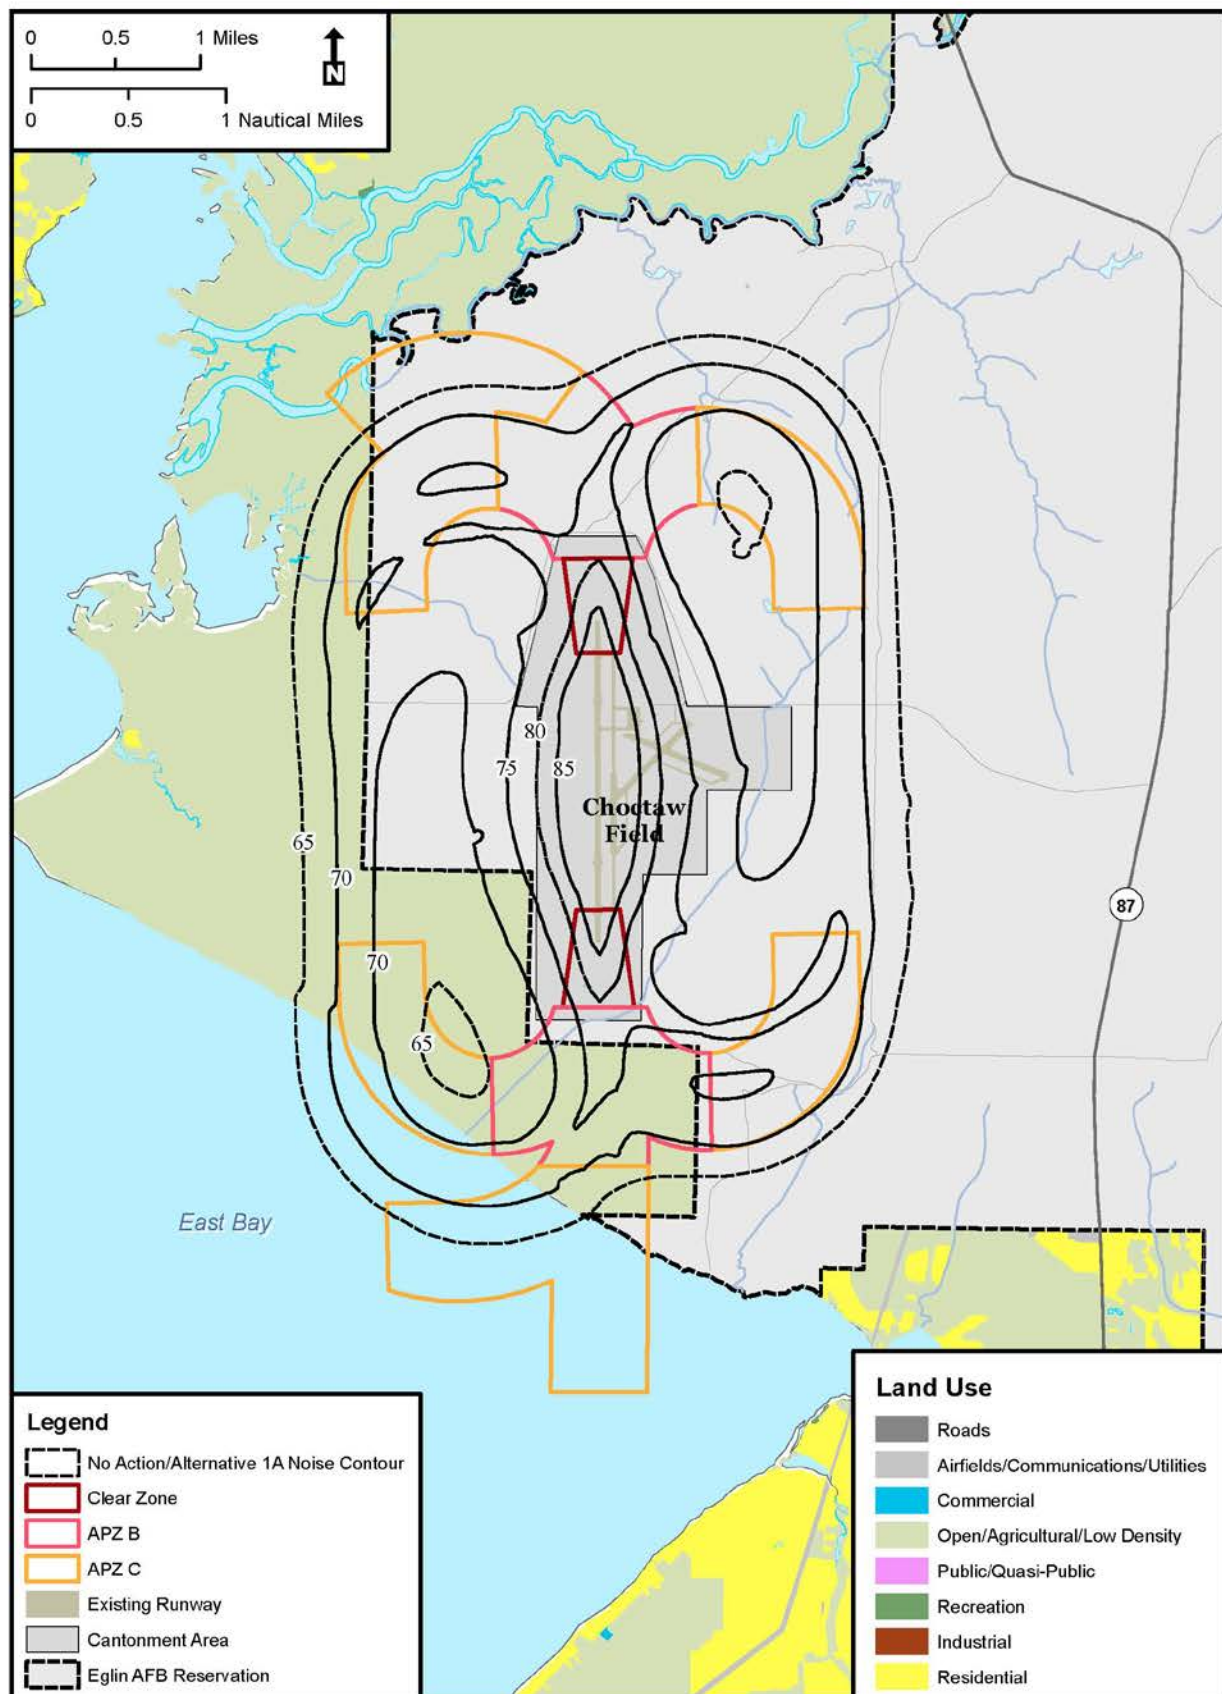 0 0.5 1 Miles
N
0 0.5 1 Nautical Miles
80
75
85
Choctaw
Field
65
70
87
70
65
East Bay
Legend
No Action/Alternative 1A Noise Contour
Clear Zone
APZ B
APZ C
Existing Runway
Cantonment Area
Eglin AFB Reservation
Land Use
Roads
Airfields/Communications/Utilities
Commercial
Open/Agricultural/Low Density
Public/Quasi-Public
Recreation
Industrial
Residential